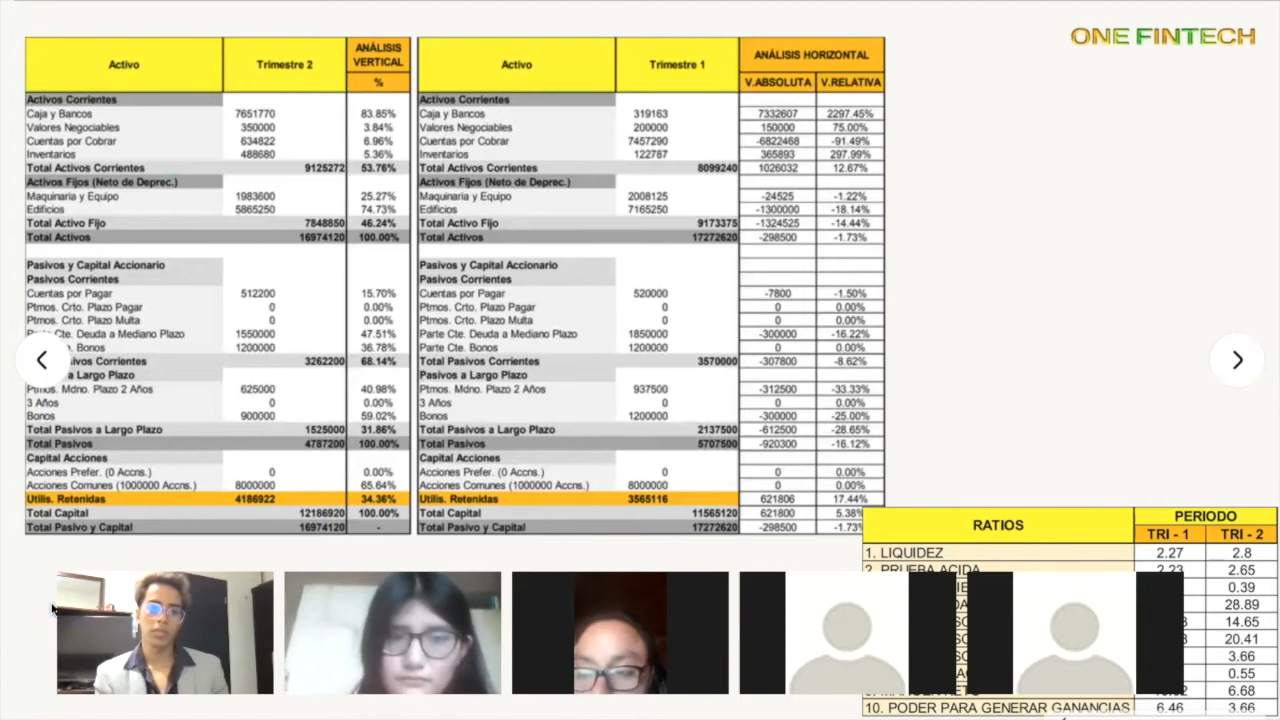 ONE FINTECH
Activo Trimestre 2 ANÁLISIS VERTICAL % Activo Trimestre 1 ANÁLISIS HORIZONTAL V.ABSOLUTA V.RELATIVA
Activos Corrientes Activos Corrientes
Caja y Bancos 7651770 83.85% Caja y Bancos 319163 7332607 2297.45%
Valores Negociables 350000 3.84% Valores Negociables 200000 150000 75.00%
Cuentas por Cobrar 634822 6.96% Cuentas por Cobrar 7457290 -6822468 -91.49%
Inventarios 488680 5.36% Inventarios 122787 365893 297.99%
Total Activos Corrientes 9125272 53.76% Total Activos Corrientes 8099240 1026032 12.67%
Activos Fijos (Neto de Deprec.) Activos Fijos (Neto de Deprec.)
Maquinaria y Equipo 1983600 25.27% Maquinaria y Equipo 2008125 -24525 -1.22%
Edificios 5865250 74.73% Edificios 7165250 -1300000 -18.14%
Total Activo Fijo 7848850 46.24% Total Activo Fijo 9173375 -1324525 -14.44%
Total Activos 16974120 100.00% Total Activos 17272620 -298500 -1.73%
Pasivos y Capital Accionario Pasivos y Capital Accionario
Pasivos Corrientes Pasivos Corrientes
Cuentas por Pagar 512200 15.70% Cuentas por Pagar 520000 -7800 -1.50%
Ptmos. Crto. Plazo Pagar 0 0.00% Ptmos. Crto. Plazo Pagar 0 0 0.00%
Ptmos. Crto. Plazo Multa 0 0.00% Ptmos. Crto. Plazo Multa 0 0 0.00%
Cte. Deuda a Mediano Plazo 1550000 47.51% Parte Cte. Deuda a Mediano Plazo 1850000 -300000 -16.22%
Bonos 1200000 36.78% Parte Cte. Bonos 1200000 0 0.00%
Corrientes 3262200 68.14% Total Pasivos Corrientes 3570000 -307800 -8.62%
a Largo Plazo Pasivos a Largo Plazo
Ptmos. Mdno. Plazo 2 Años 625000 40.98% Ptmos. Mdno. Plazo 2 Años 937500 -312500 -33.33%
3 Años 0 0.00% 3 Años 0 0 0.00%
Bonos 900000 59.02% Bonos 1200000 -300000 -25.00%
Total Pasivos a Largo Plazo 1525000 31.86% Total Pasivos a Largo Plazo 2137500 -612500 -28.65%
Total Pasivos 4787200 100.00% Total Pasivos 5707500 -920300 -16.12%
Capital Acciones Capital Acciones
Acciones Prefer. (0 Accns.) 0 0.00% Acciones Prefer. (0 Accns.) 0 0 0.00%
Acciones Comunes (1000000 Accns.) 8000000 65.64% Acciones Comunes (1000000 Accns.) 8000000 0 0.00%
Utilis. Retenidas 4186922 34.36% Utilis. Retenidas 3565116 621806 17.44%
Total Capital 12186920 100.00% Total Capital 11565120 621800 5.38%
Total Pasivo y Capital 16974120 - Total Pasivo y Capital 17272620 -298500 -1.73%
RATIOS PERIODO
TRI - 1 TRI - 2
1. LIQUIDEZ 2.27 2.8
2. PRUEBA ACIDA 2.23 2.65
0.39
28.89
14.65
20.41
3.66
0.55
6.68
10. PODER PARA GENERAR GANANCIAS 6.46 3.66